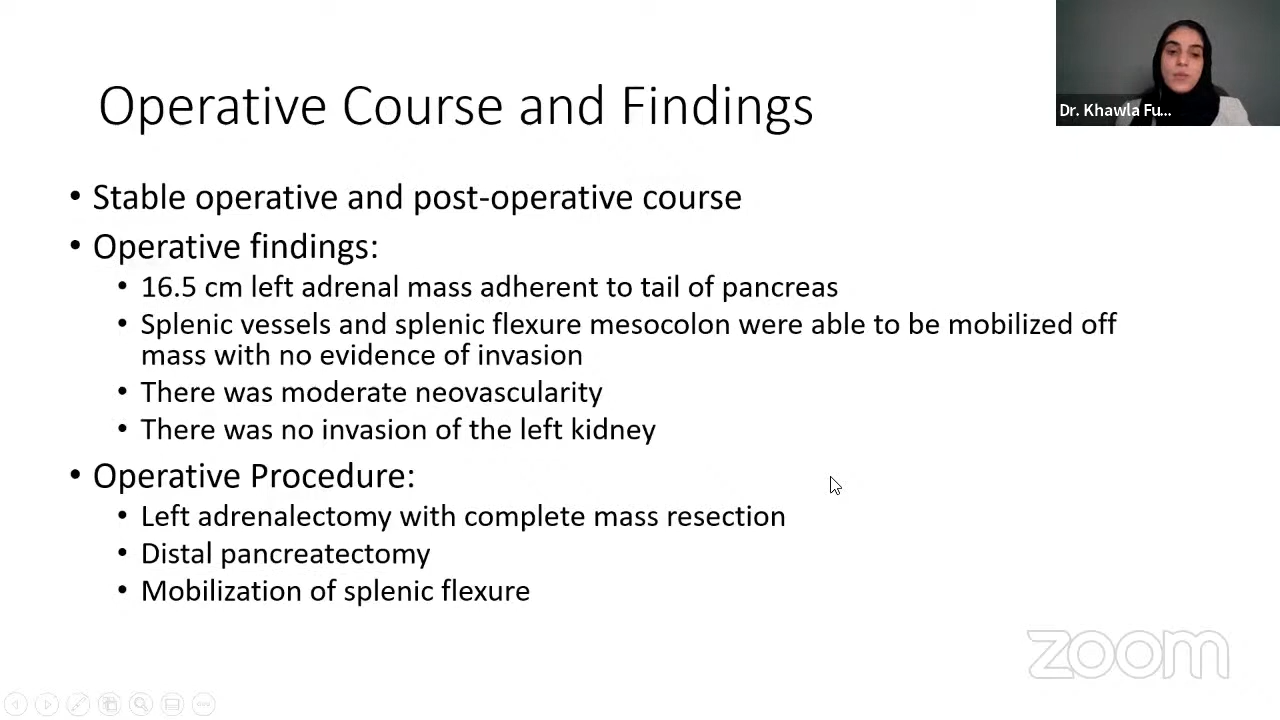 Operative Course and Findings
Dr. Khawla Fu...
• Stable operative and post-operative course
• Operative findings:
• 16.5 cm left adrenal mass adherent to tail of pancreas
• Splenic vessels and splenic flexure mesocolon were able to be mobilized off
mass with no evidence of invasion
• There was moderate neovascularity
• There was no invasion of the left kidney
• Operative Procedure:
• Left adrenalectomy with complete mass resection
• Distal pancreatectomy
• Mobilization of splenic flexure
zoom